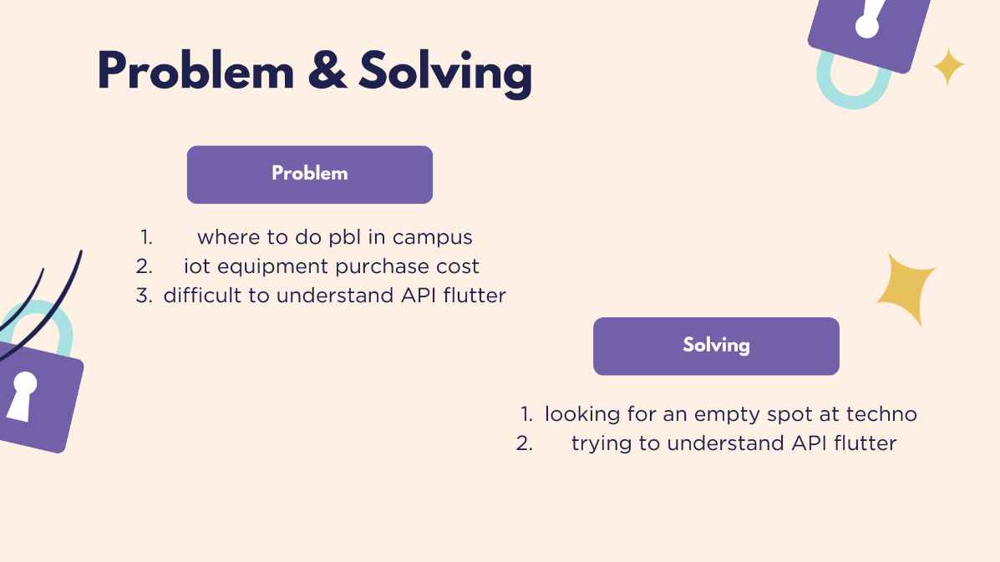 Problem & Solving
Problem
1. where to do pbl in campus
2. iot equipment purchase cost
3. difficult to understand API flutter
Solving
1. looking for an empty spot at techno
2. trying to understand API flutter